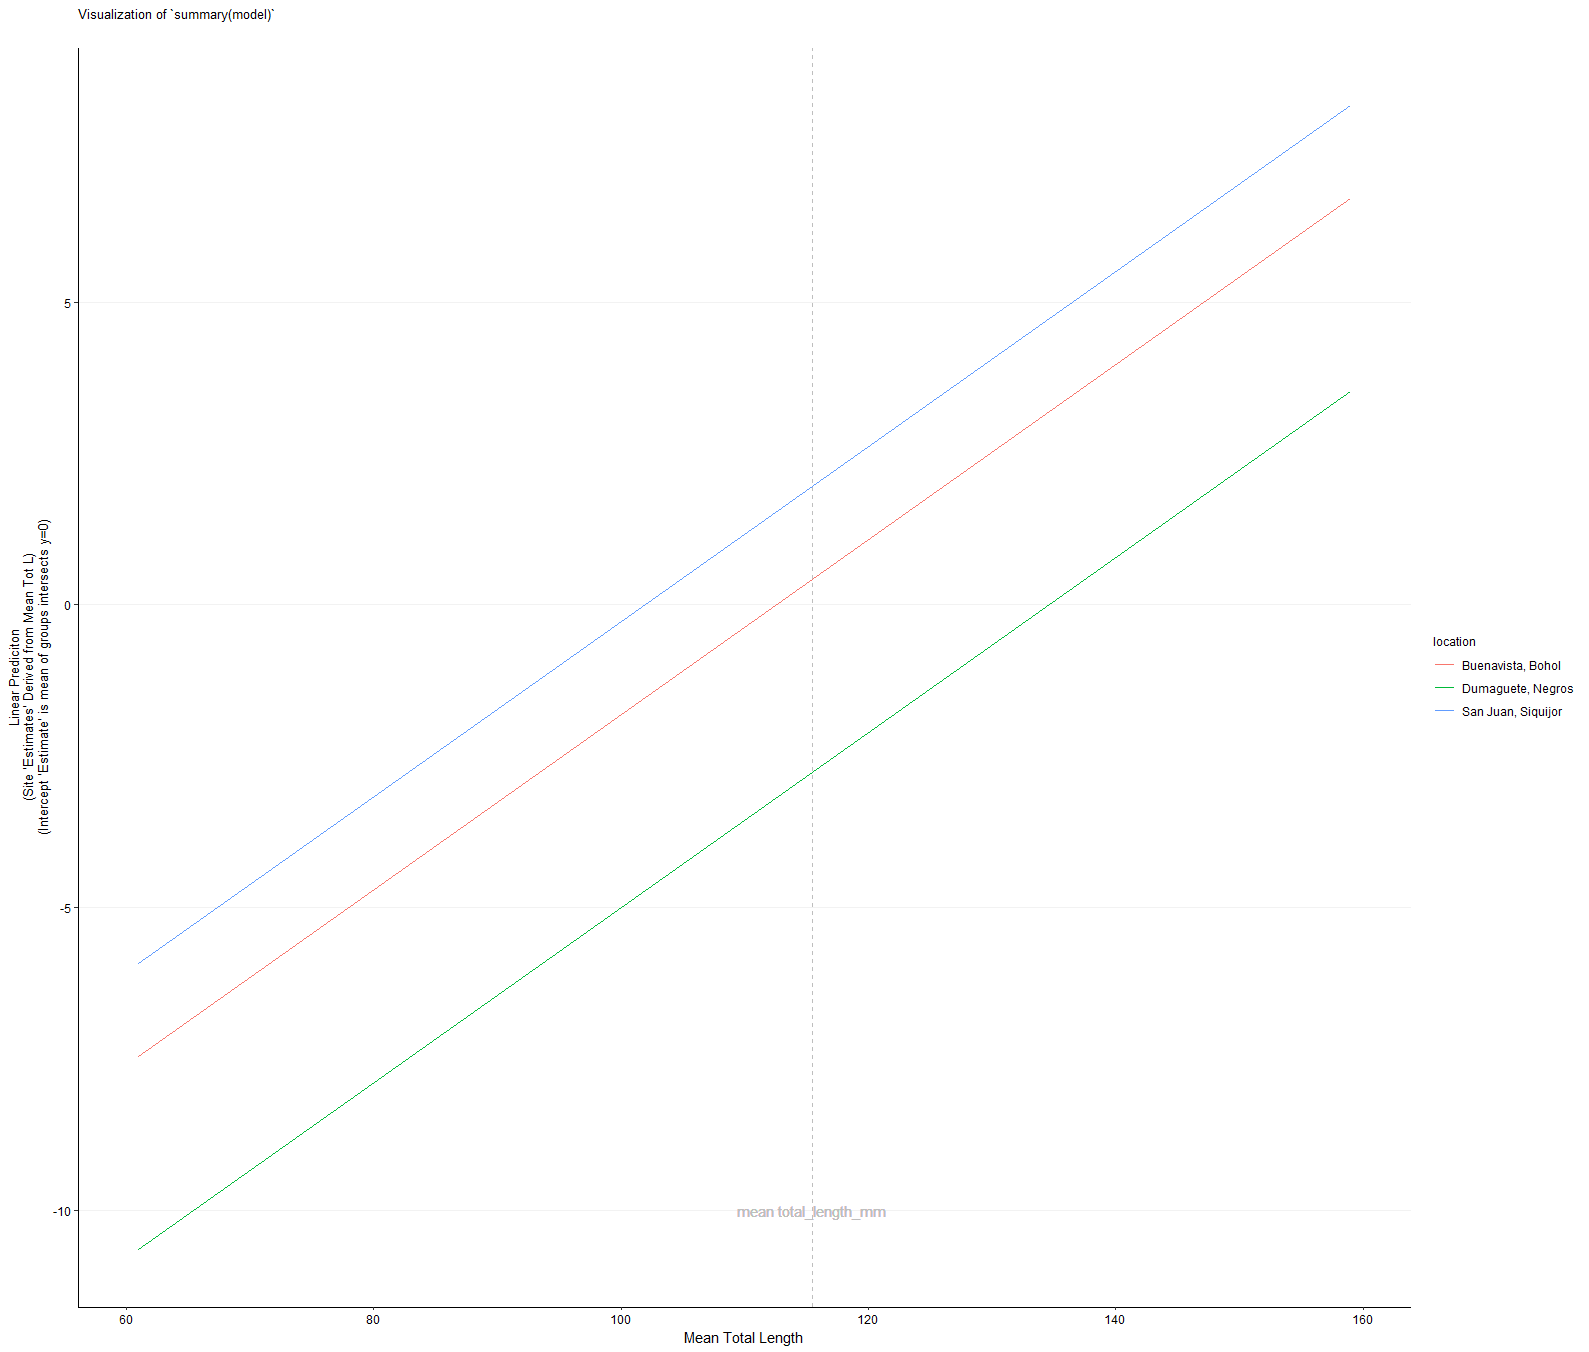 Visualization of `summary(model)`
Linear Prediciton
(Site 'Estimates' Derived from Mean Tot L)
(Intercept 'Estimate' is mean of groups intersects y=0)
5
0
-5
-10
mean total_length_mm
60
80
100
120
140
160
Mean Total Length
location
Buenavista, Bohol
Dumaguete, Negros
San Juan, Siquijor